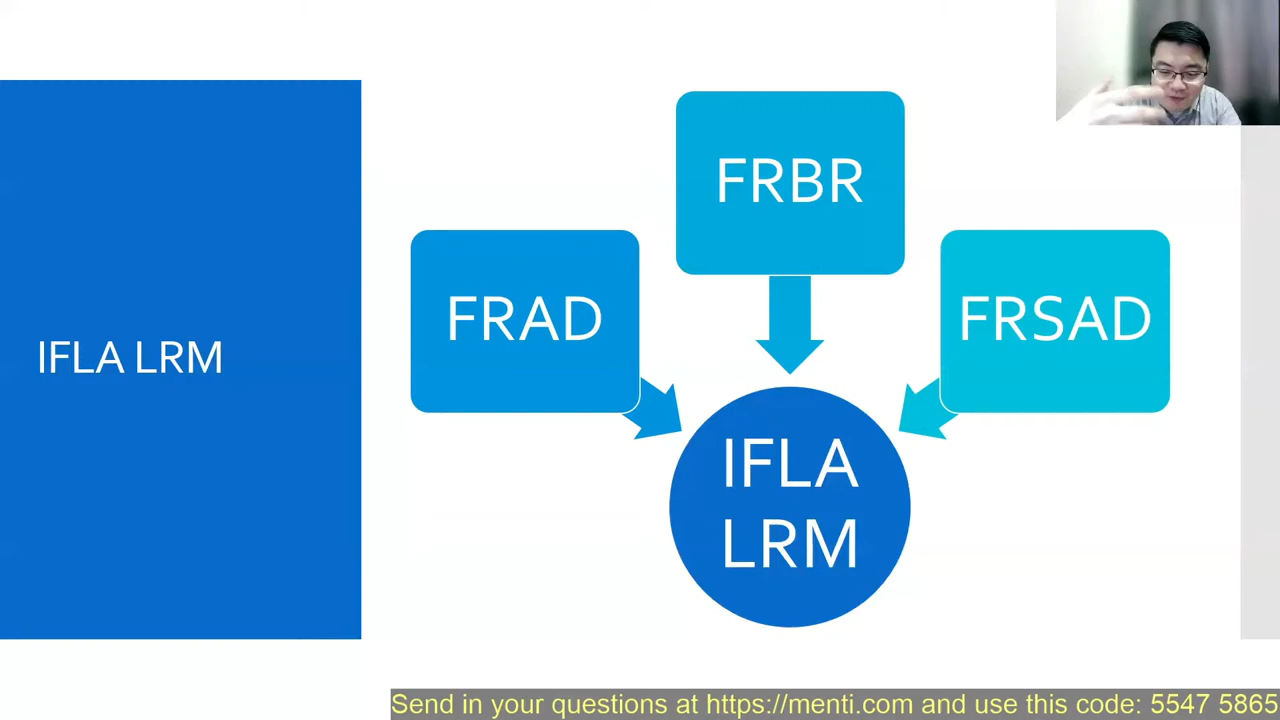 IFLA LRM
FRBR
FRAD
FRSAD
IFLA
LRM
Send in your questions at https://menti.com and use this code: 5547 5865